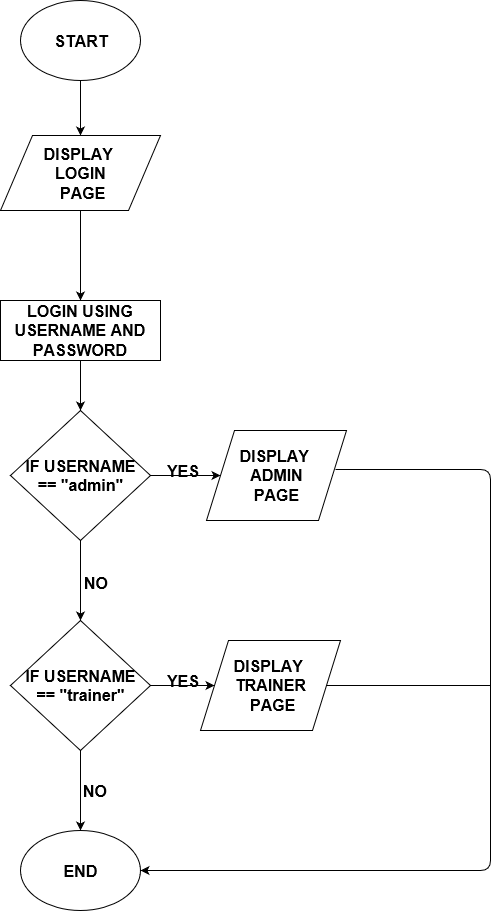 START
DISPLAY
LOGIN
PAGE
LOGIN USING
USERNAME AND
PASSWORD
IF USERNAME
== "admin"
YES
DISPLAY
ADMIN
PAGE
NO
IF USERNAME
== "trainer"
YES
DISPLAY
TRAINER
PAGE
NO
END